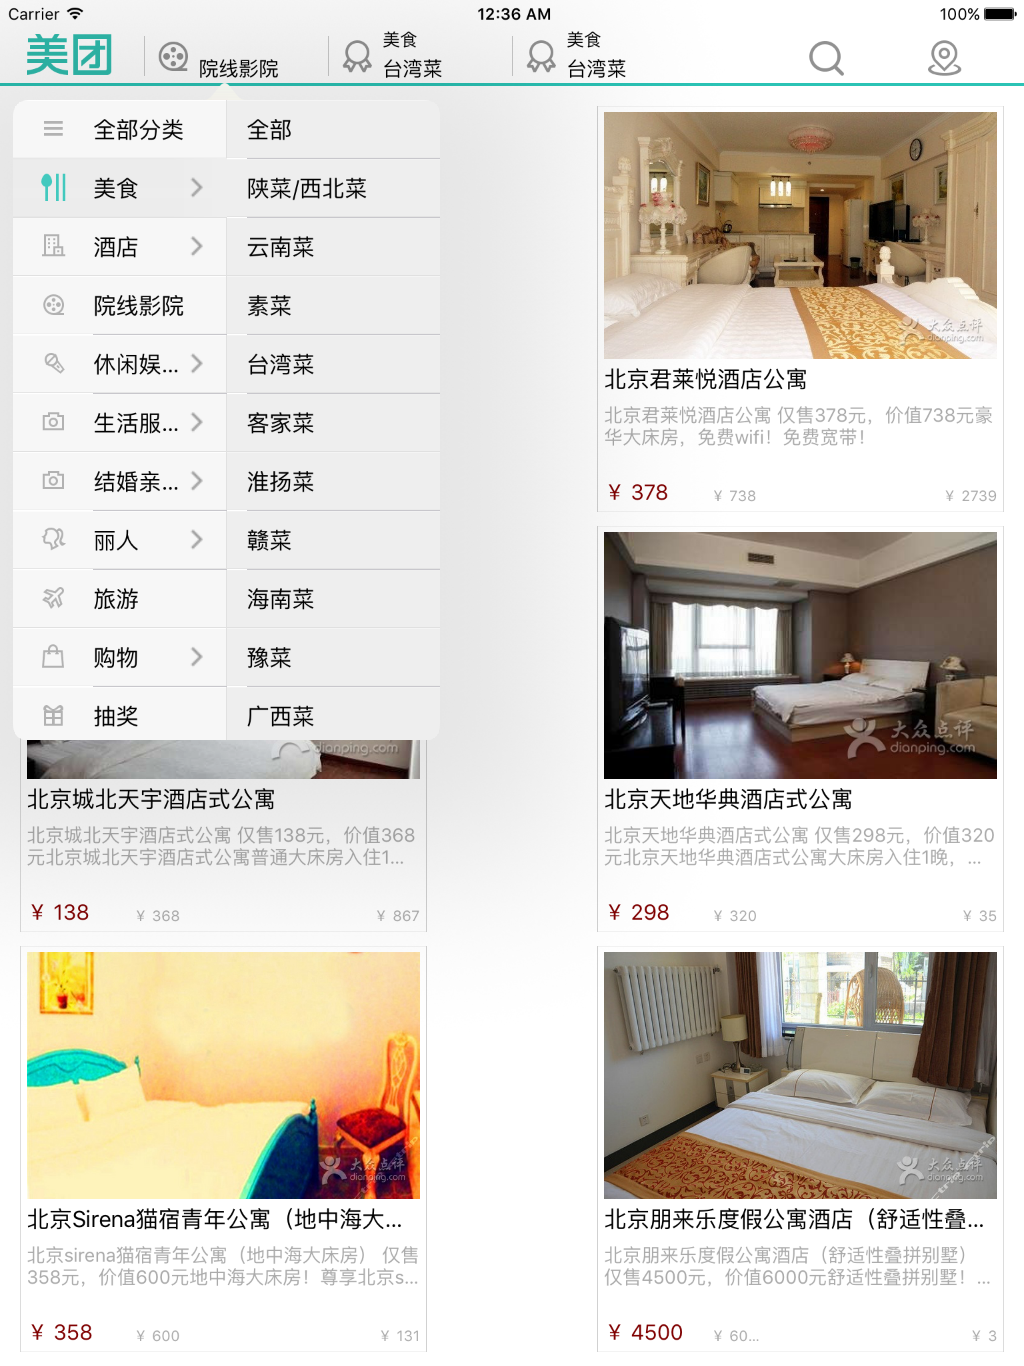 Carrier
12:36 AM
100%
美团
院线影院
美食
台湾菜
美食
台湾菜
全部分类
美食
酒店
院线影院
休闲娱...
生活服...
结婚亲...
丽人
旅游
购物
抽奖
全部
陕菜/西北菜
云南菜
素菜
台湾菜
客家菜
淮扬菜
赣菜
海南菜
豫菜
广西菜
大众点评
dianping.com
北京君莱悦酒店公寓
北京君莱悦酒店公寓 仅售378元，价值738元豪
华大床房，免费wifi！免费宽带！
¥ 378
¥ 738
¥ 2739
dianping.com
北京城北天宇酒店式公寓
北京城北天宇酒店式公寓 仅售138元，价值368
元北京城北天宇酒店式公寓普通大床房入住1...
¥ 138
¥ 368
¥ 867
大众点评
dianping.com
北京天地华典酒店式公寓
北京天地华典酒店式公寓 仅售298元，价值320
元北京天地华典酒店式公寓大床房入住1晚，...
¥ 298
¥ 320
¥ 35
大众点评
dianping.com
北京Sirena猫宿青年公寓（地中海大...
北京sirena猫宿青年公寓（地中海大床房） 仅售
358元，价值600元地中海大床房！尊享北京s...
¥ 358
¥ 600
¥ 131
大众点评
dianping.com
北京朋来乐度假公寓酒店（舒适性叠...
北京朋来乐度假公寓酒店（舒适性叠拼别墅）
仅售4500元，价值6000元舒适性叠拼别墅！...
¥ 4500
¥ 60...
¥ 3